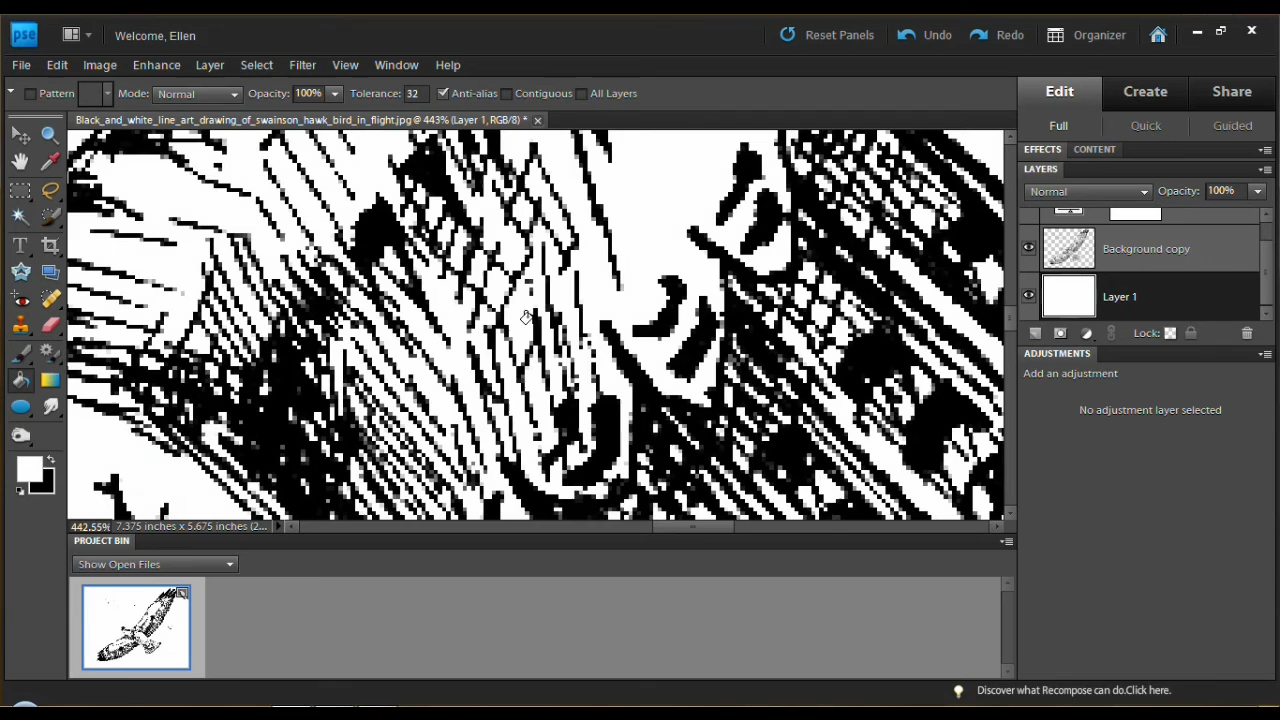 pse Welcome, Ellen Reset Panels Undo Redo Organizer
File Edit Image Enhance Layer Select Filter View Window Help
Pattern Mode: Normal Opacity: 100% Tolerance: 32 Anti-alias Contiguous All Layers
Edit Create Share
Black_and_white_line_art_drawing_of_swainson_hawk_bird_in_flight.jpg @ 443% (Layer 1, RGB/8) *
Full Quick Guided
EFFECTS CONTENT
LAYERS
Normal Opacity: 100%
Background copy
Layer 1
Lock:
ADJUSTMENTS
Add an adjustment
No adjustment layer selected
442.55% 7.375 inches x 5.675 inches (2...
PROJECT BIN
Show Open Files
Discover what Recompose can do.Click here.